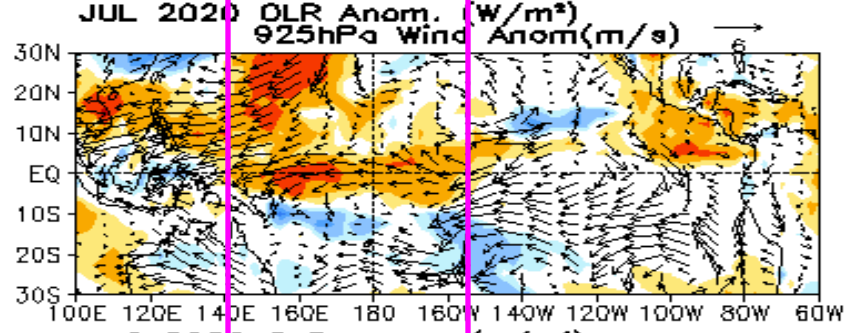 JUL 2020 OLR Anom. (W/m²)
925hPa Wind Anom(m/s)
6
30N
20N
10N
EQ
10S
20S
30S
100E 120E 140E 160E 180 160W 140W 120W 100W 80W 60W